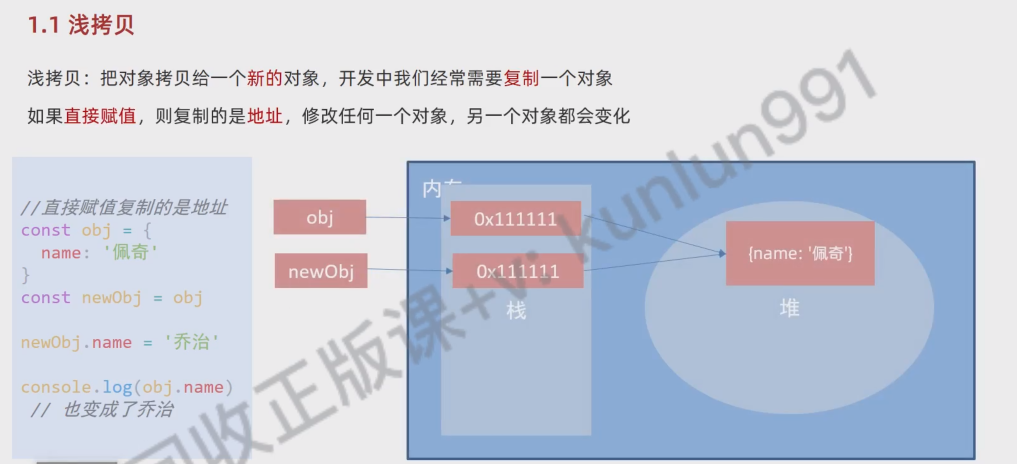 1.1 浅拷贝
浅拷贝：把对象拷贝给一个新的对象，开发中我们经常需要复制一个对象
如果直接赋值，则复制的是地址，修改任何一个对象，另一个对象都会变化
//直接赋值复制的是地址
const obj = {
name: '佩奇'
}
const newObj = obj
newObj.name = '乔治'
console.log(obj.name)
// 也变成了乔治
obj
newObj
内存
0x111111
0x111111
栈
{name: '佩奇'}
堆
回收正版课+v: kunlun991